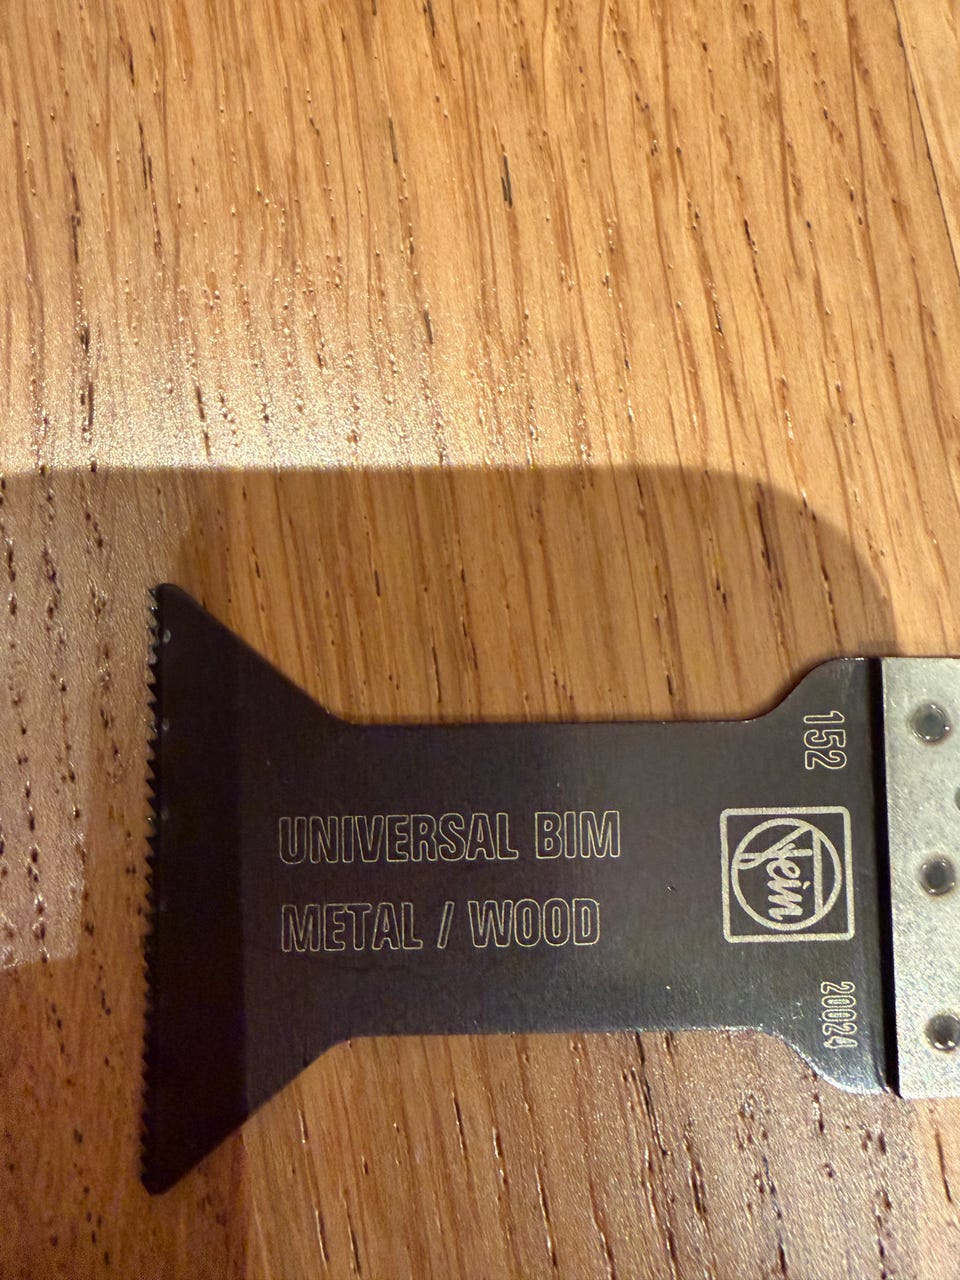 UNIVERSAL BIM
METAL / WOOD
152
Fein
20024